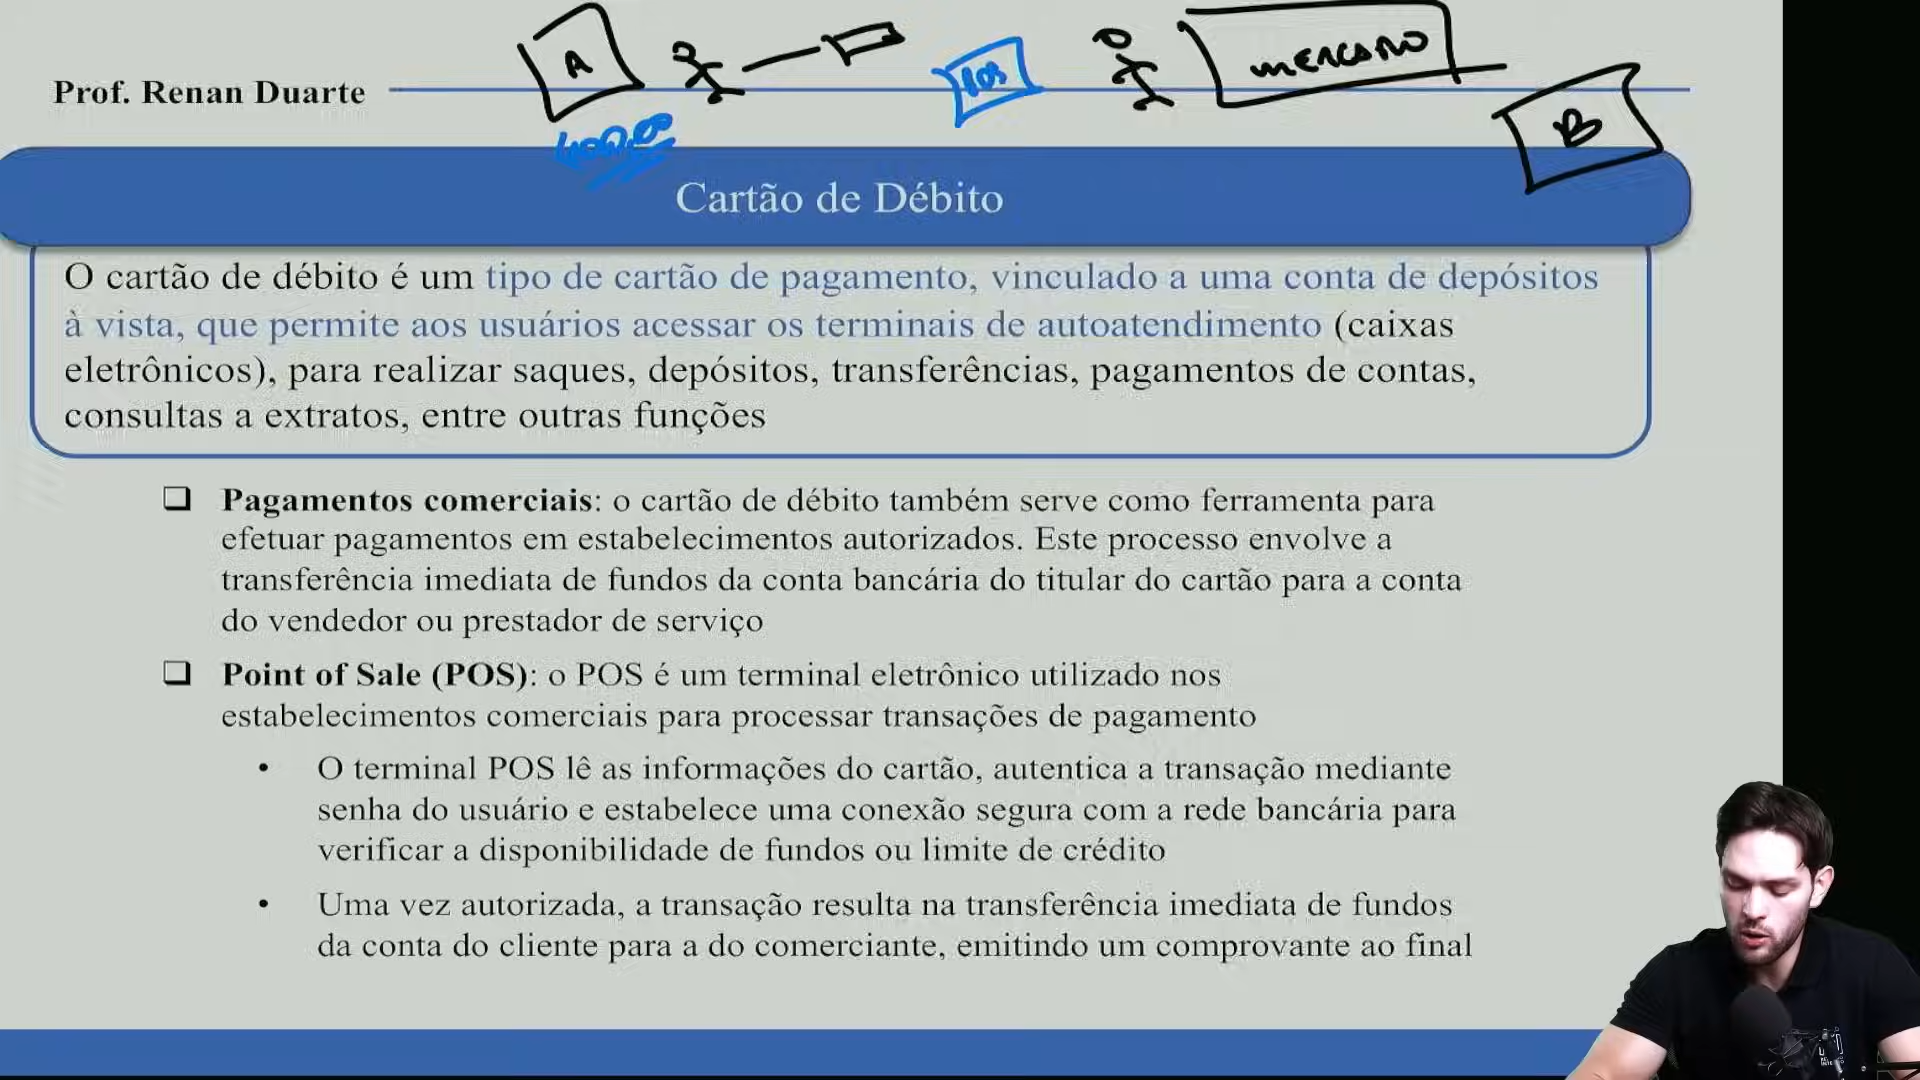 A
POS
MERCADO
B
Prof. Renan Duarte
400,00
Cartão de Débito
O cartão de débito é um tipo de cartão de pagamento, vinculado a uma conta de depósitos
à vista, que permite aos usuários acessar os terminais de autoatendimento (caixas
eletrônicos), para realizar saques, depósitos, transferências, pagamentos de contas,
consultas a extratos, entre outras funções
❑ Pagamentos comerciais: o cartão de débito também serve como ferramenta para
efetuar pagamentos em estabelecimentos autorizados. Este processo envolve a
transferência imediata de fundos da conta bancária do titular do cartão para a conta
do vendedor ou prestador de serviço
❑ Point of Sale (POS): o POS é um terminal eletrônico utilizado nos
estabelecimentos comerciais para processar transações de pagamento
• O terminal POS lê as informações do cartão, autentica a transação mediante
senha do usuário e estabelece uma conexão segura com a rede bancária para
verificar a disponibilidade de fundos ou limite de crédito
• Uma vez autorizada, a transação resulta na transferência imediata de fundos
da conta do cliente para a do comerciante, emitindo um comprovante ao final